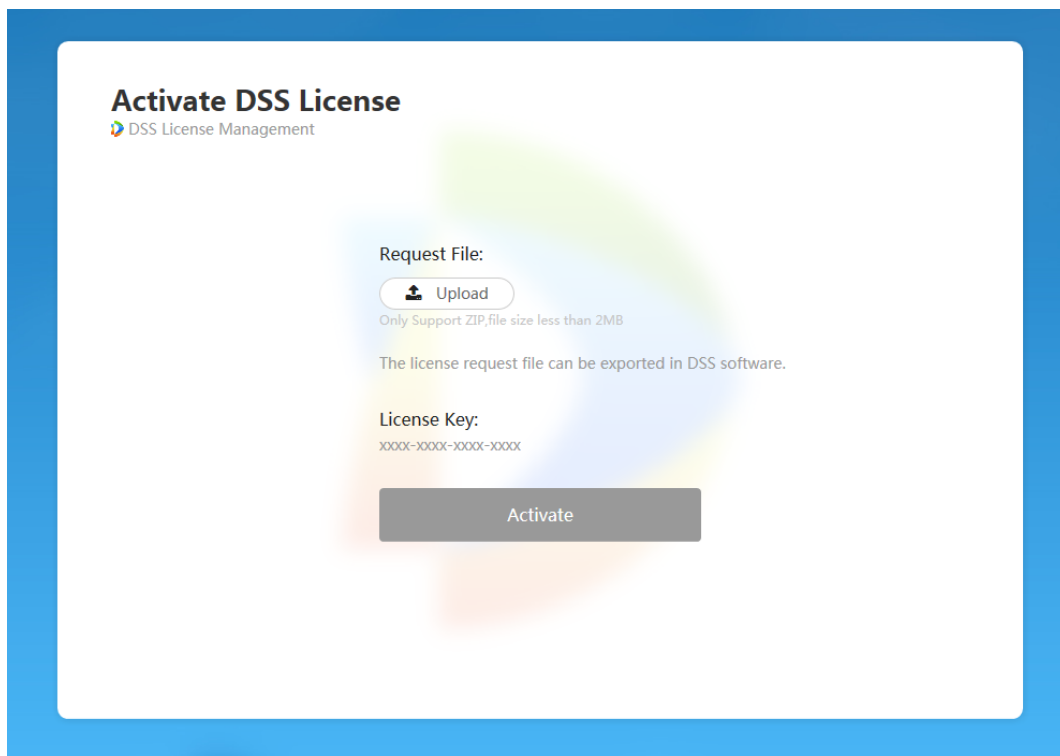 Activate DSS License
DSS License Management
Request File:
Upload
Only Support ZIP,file size less than 2MB
The license request file can be exported in DSS software.
License Key:
xxxx-xxxx-xxxx-xxxx
Activate